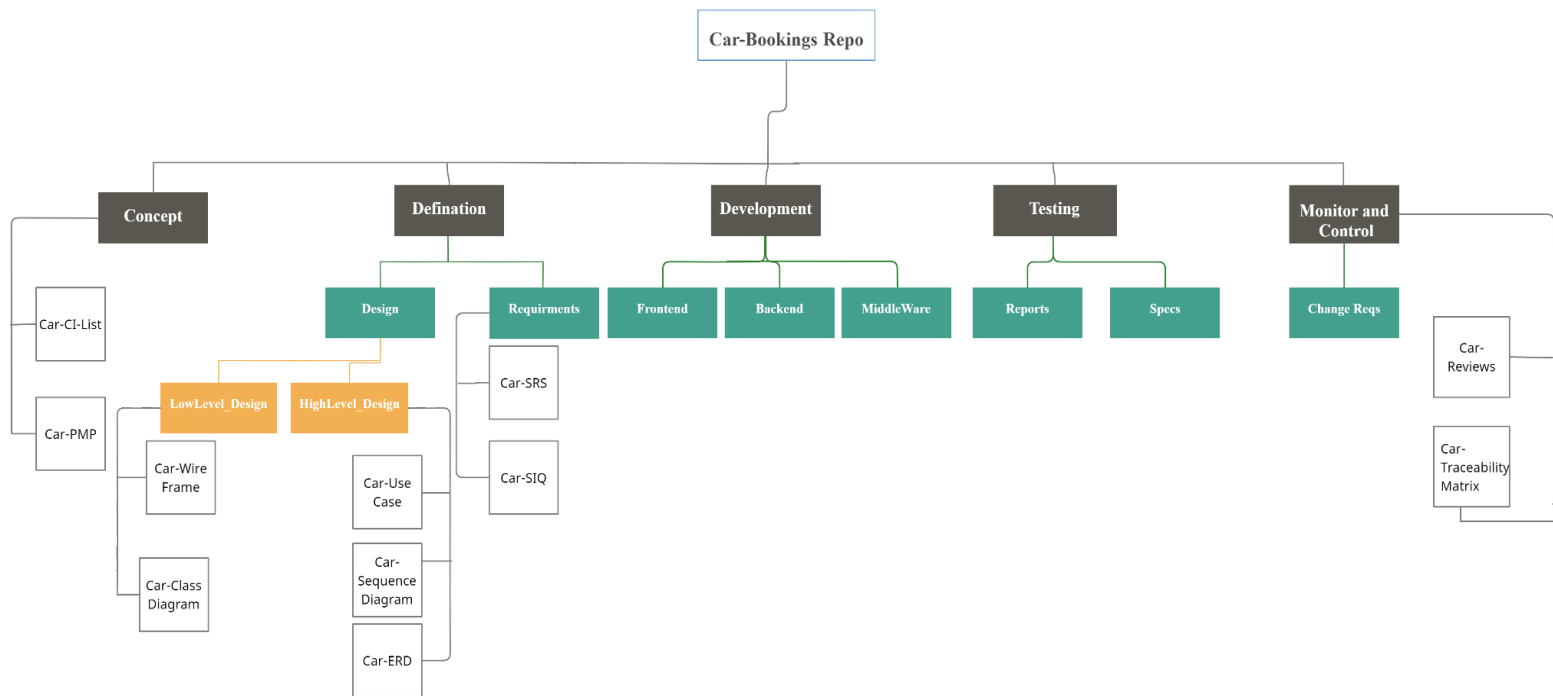 Car-Bookings Repo
Concept
Defination
Development
Testing
Monitor and
Control
Design
Requirments
Frontend
Backend
MiddleWare
Reports
Specs
Change Reqs
Car-CI-List
Car-PMP
LowLevel_Design
HighLevel_Design
Car-Wire
Frame
Car-Class
Diagram
Car-Use
Case
Car-
Sequence
Diagram
Car-ERD
Car-SRS
Car-SIQ
Car-
Reviews
Car-
Traceability
Matrix